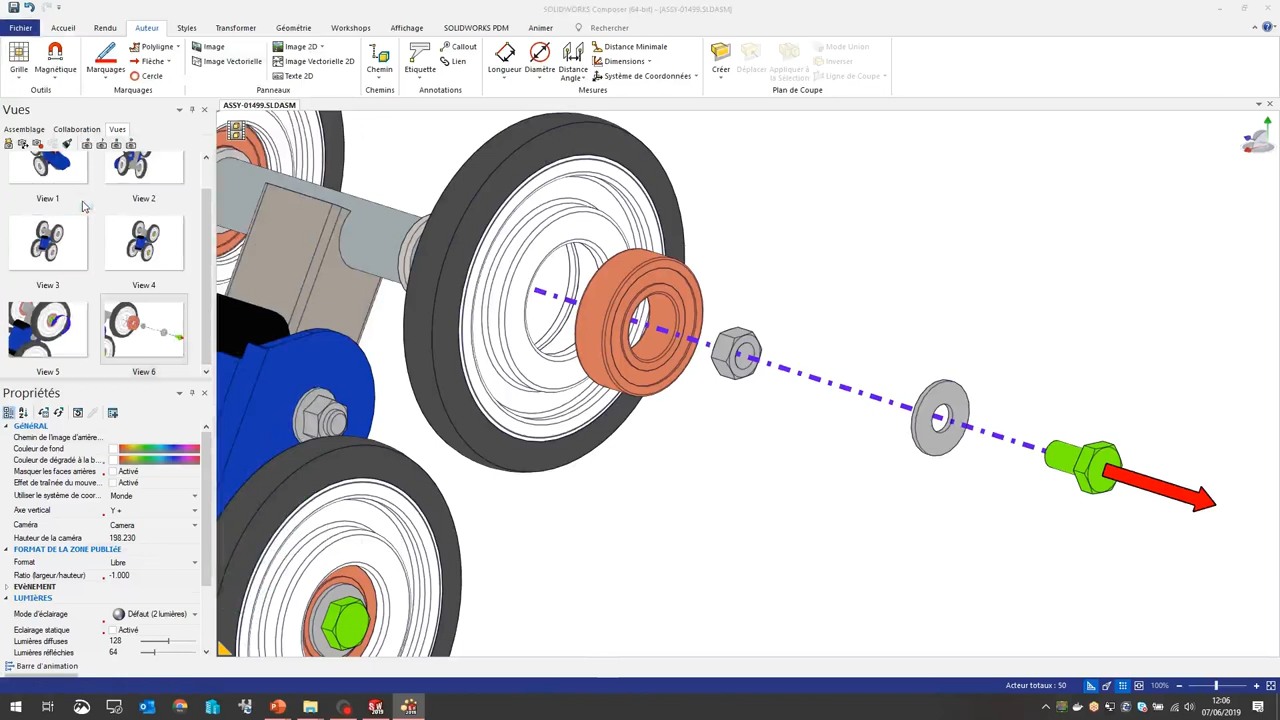 SOLIDWORKS Composer (64-bit) - [ASSY-01499.SLDASM]
Fichier Accueil Rendu Auteur Styles Transformer Géométrie Workshops Affichage SOLIDWORKS PDM Animer Rechercher
Grille Magnétique Marquages Polyligne Flèche Cercle Image Image Vectorielle Image 2D Image Vectorielle 2D Texte 2D Chemin Etiquette Callout Lien Longueur Diamètre Distance Angle Distance Minimale Dimensions Système de Coordonnées Créer Déplacer Appliquer à la Sélection Mode Union Inverser Ligne de Coupe
Outils Marquages Panneaux Chemins Annotations Mesures Plan de Coupe
Vues
ASSY-01499.SLDASM
Assemblage Collaboration Vues
View 1 View 2
View 3 View 4
View 5 View 6
Propriétés
GéNéRAL
Chemin de l'image d'arrière...
Couleur de fond
Couleur de dégradé à la b...
Masquer les faces arrières Activé
Effet de traînée du mouve... Activé
Utiliser le système de coor... Monde
Axe vertical Y +
Caméra Camera
Hauteur de la caméra 198.230
FORMAT DE LA ZONE PUBLIéE
Format Libre
Ratio (largeur/hauteur) -1.000
EVéNEMENT
LUMIèRES
Mode d'éclairage Défaut (2 lumières)
Eclairage statique Activé
Lumières diffuses 128
Lumières réfléchies 64
Barre d'animation
Acteur totaux : 50 100%
12:06
07/06/2019